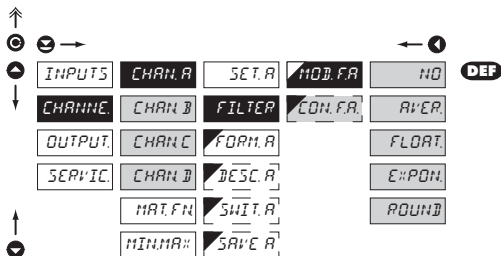 INPUTS CHAN. A SET. A MOD. F.A NO DEF
CHANNE. CHAN. B FILTER CON. F.A. AVER.
OUTPUT. CHAN. C FORM. A FLOAT.
SERVIC. CHAN. D DESC. A EXPON.
MAT. FN. SWIT. A ROUND
MIN.MAX SAVE A